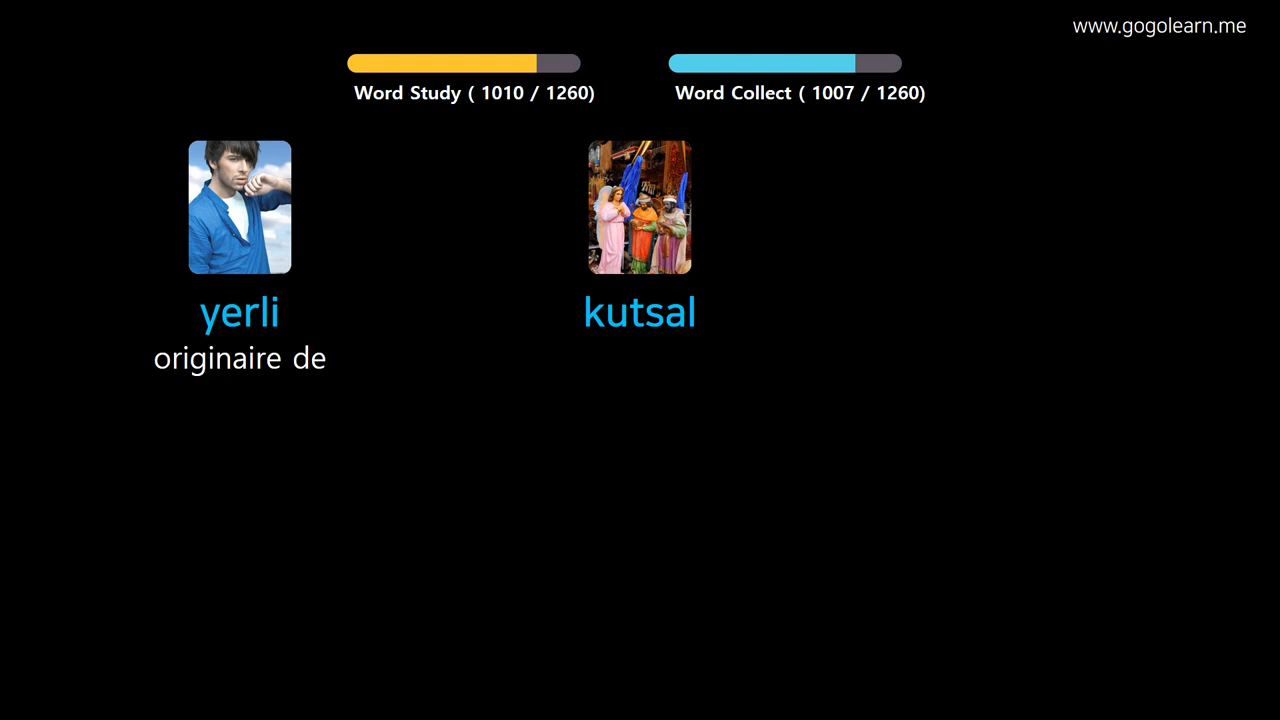 www.gogolearn.me
Word Study ( 1010 / 1260)
Word Collect ( 1007 / 1260)
yerli
originaire de
kutsal